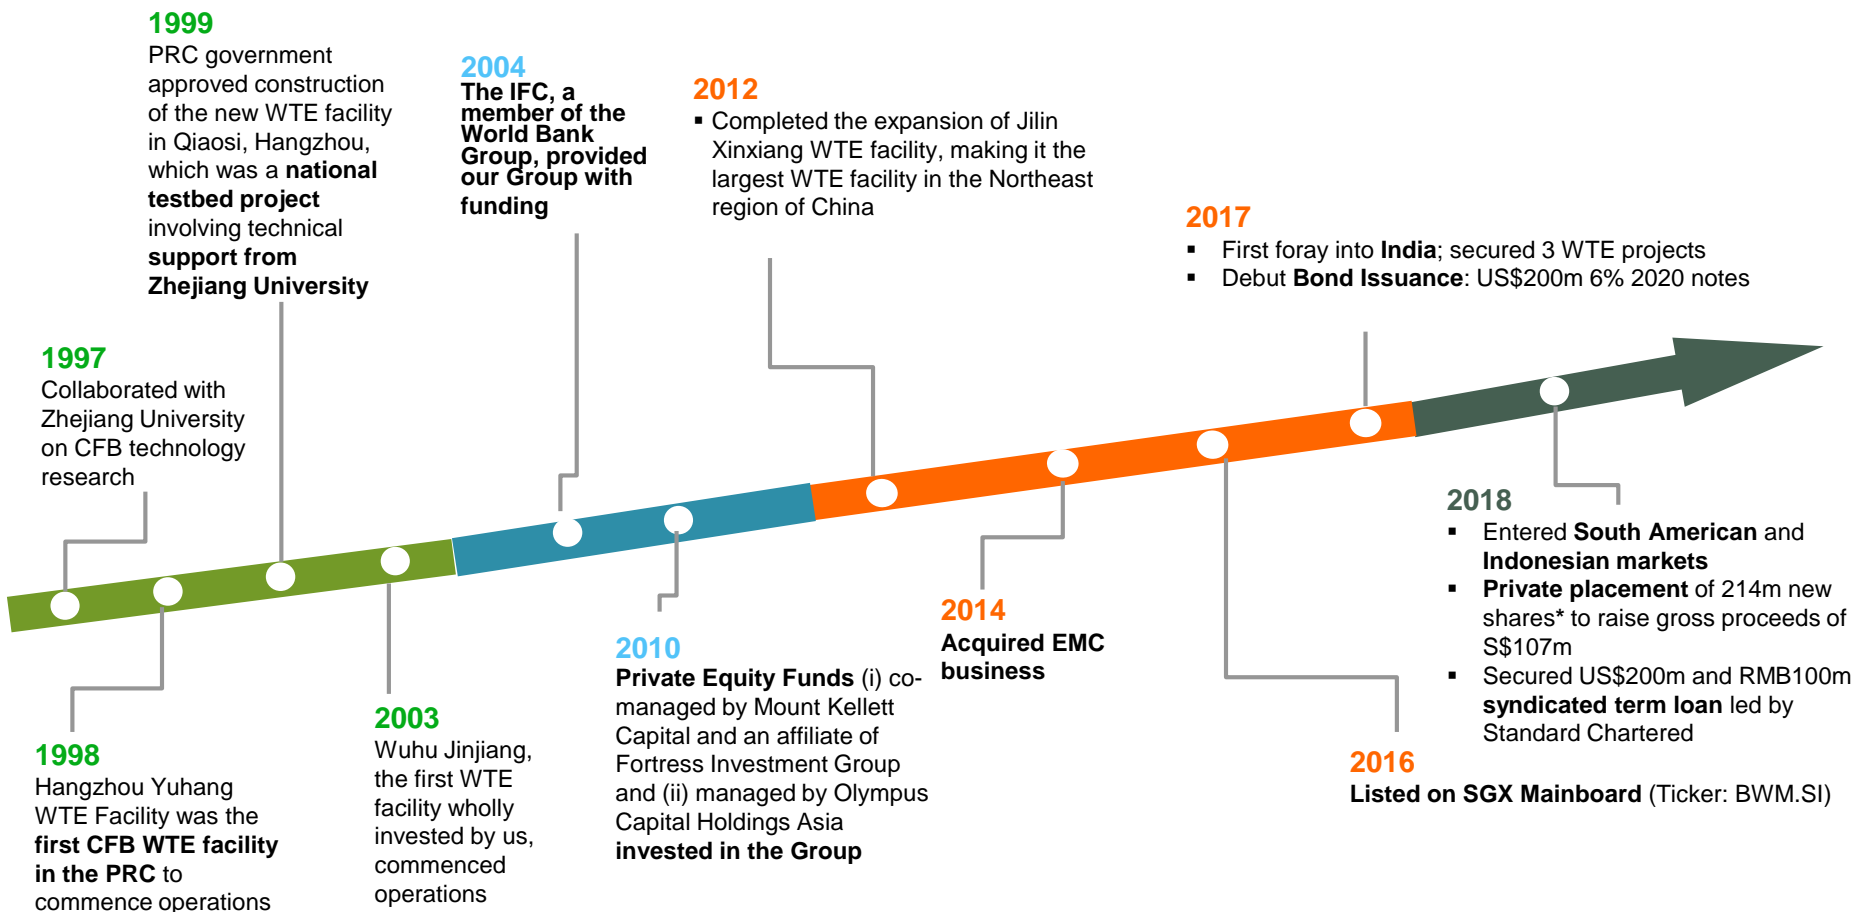 1999
PRC government
approved construction
of the new WTE facility
in Qiaosi, Hangzhou,
which was a national
testbed project
involving technical
support from
Zhejiang University
2004
The IFC, a
member of the
World Bank
Group, provided
our Group with
funding
2012
▪ Completed the expansion of Jilin
Xinxiang WTE facility, making it the
largest WTE facility in the Northeast
region of China
2017
▪ First foray into India; secured 3 WTE projects
▪ Debut Bond Issuance: US$200m 6% 2020 notes
1997
Collaborated with
Zhejiang University
on CFB technology
research
1998
Hangzhou Yuhang
WTE Facility was the
first CFB WTE facility
in the PRC to
commence operations
2003
Wuhu Jinjiang,
the first WTE
facility wholly
invested by us,
commenced
operations
2010
Private Equity Funds (i) co-
managed by Mount Kellett
Capital and an affiliate of
Fortress Investment Group
and (ii) managed by Olympus
Capital Holdings Asia
invested in the Group
2014
Acquired EMC
business
2016
Listed on SGX Mainboard (Ticker: BWM.SI)
2018
▪ Entered South American and
Indonesian markets
▪ Private placement of 214m new
shares* to raise gross proceeds of
S$107m
▪ Secured US$200m and RMB100m
syndicated term loan led by
Standard Chartered